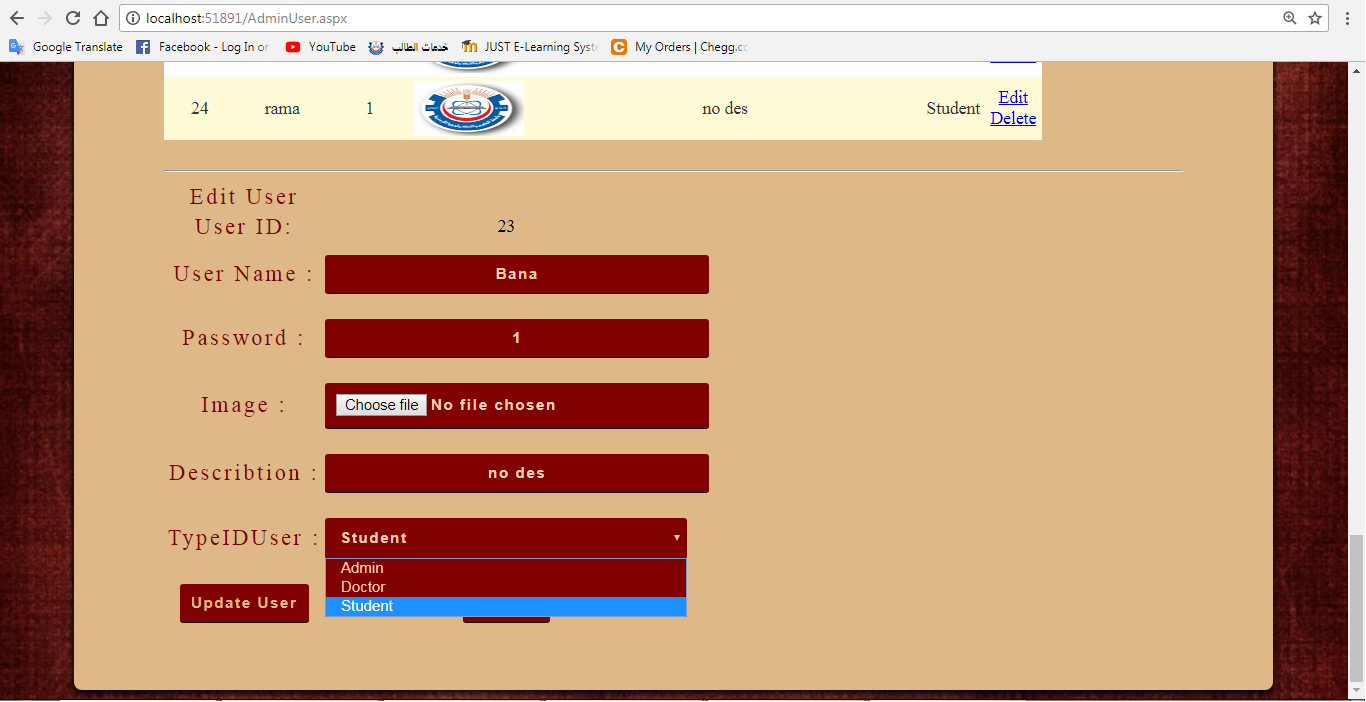 localhost:51891/AdminUser.aspx
Google Translate
Facebook - Log In or
YouTube
خدمات الطالب
JUST E-Learning Syst
My Orders | Chegg.co
24 rama 1 no des Student Edit
Delete
Edit User
User ID: 23
User Name : Bana
Password : 1
Image : Choose file No file chosen
Describtion : no des
TypeIDUser : Student
Admin
Doctor
Student
Update User